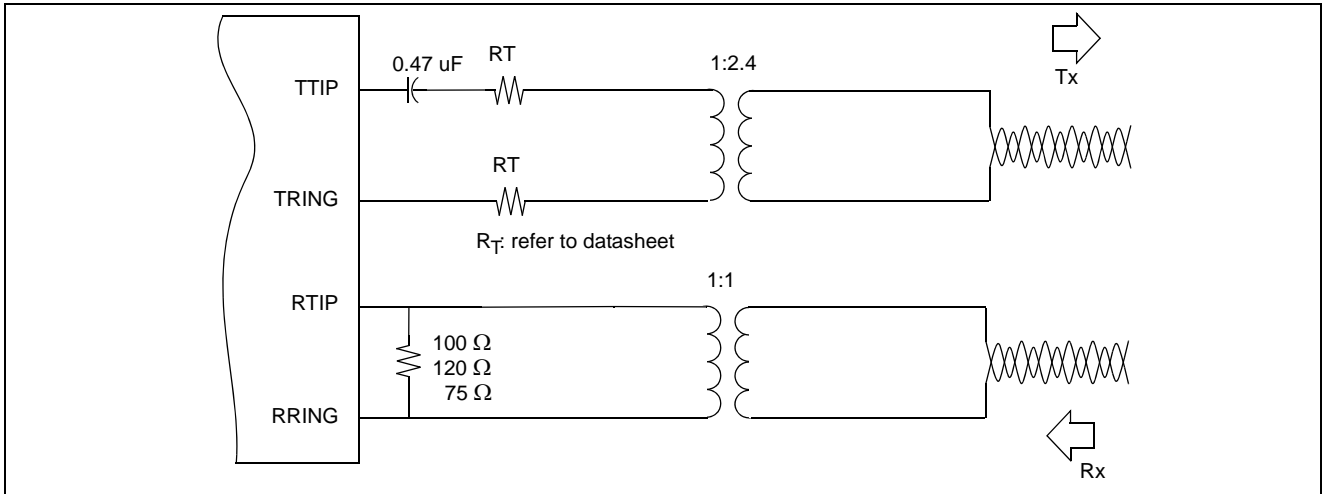 TTIP
0.47 uF
RT
1:2.4
Tx
TRING
RT
RT: refer to datasheet
1:1
RTIP
100 Ω
120 Ω
75 Ω
RRING
Rx